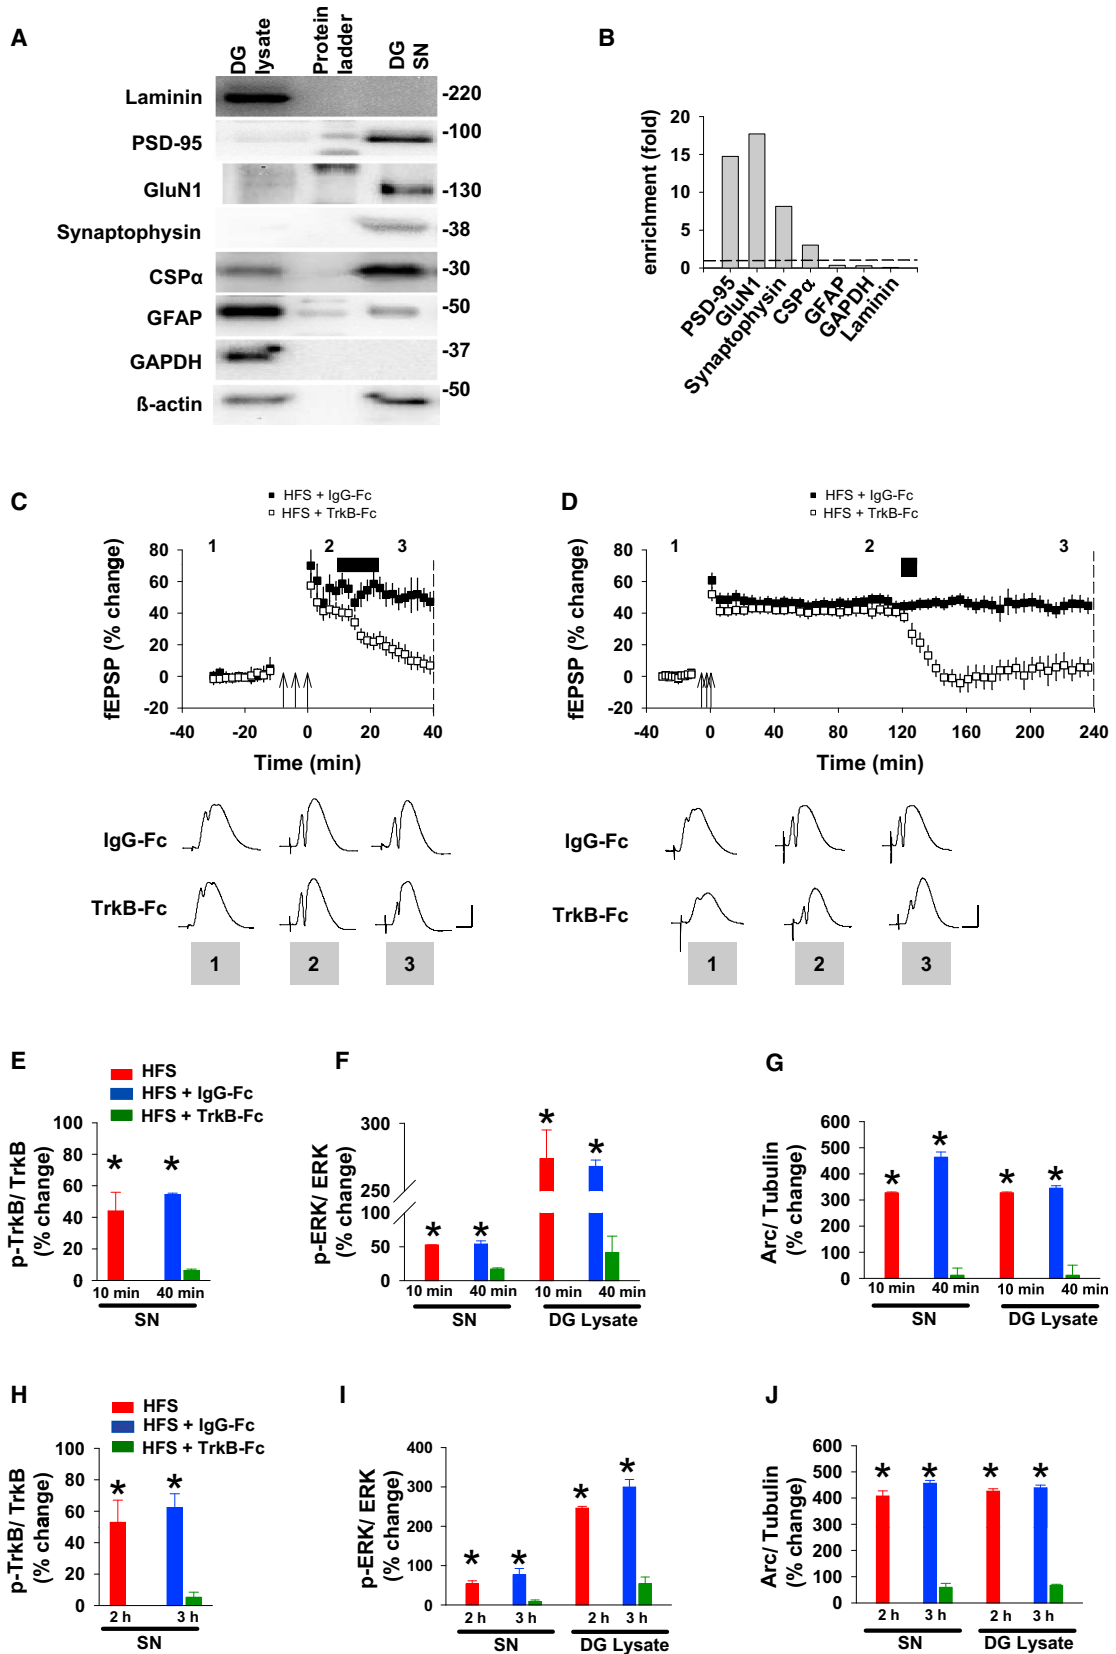 A
DG lysate
Protein ladder
DG SN
Laminin
-220
PSD-95
-100
GluN1
-130
Synaptophysin
-38
CSPα
-30
GFAP
-50
GAPDH
-37
ß-actin
-50
B
enrichment (fold)
20
15
10
5
0
PSD-95
GluN1
Synaptophysin
CSPα
GFAP
GAPDH
Laminin
C
HFS + IgG-Fc
HFS + TrkB-Fc
1
2
3
fEPSP (% change)
80
60
40
20
0
-20
-40 -20 0 20 40
Time (min)
IgG-Fc
TrkB-Fc
1 2 3
D
HFS + IgG-Fc
HFS + TrkB-Fc
1
2
3
fEPSP (% change)
80
60
40
20
0
-20
-40 0 40 80 120 160 200 240
Time (min)
IgG-Fc
TrkB-Fc
1 2 3
E
HFS
HFS + IgG-Fc
HFS + TrkB-Fc
p-TrkB/ TrkB
(% change)
100
80
60
40
20
0
* *
10 min 40 min
SN
F
p-ERK/ ERK
(% change)
300
250
100
50
0
* * * *
10 min 40 min 10 min 40 min
SN DG Lysate
G
Arc/ Tubulin
(% change)
600
500
400
300
200
100
0
* * * *
10 min 40 min 10 min 40 min
SN DG Lysate
H
HFS
HFS + IgG-Fc
HFS + TrkB-Fc
p-TrkB/ TrkB
(% change)
100
80
60
40
20
0
* *
2 h 3 h
SN
I
p-ERK/ ERK
(% change)
400
300
200
100
0
* * * *
2 h 3 h 2 h 3 h
SN DG Lysate
J
Arc/ Tubulin
(% change)
600
500
400
300
200
100
0
* * * *
2 h 3 h 2 h 3 h
SN DG Lysate